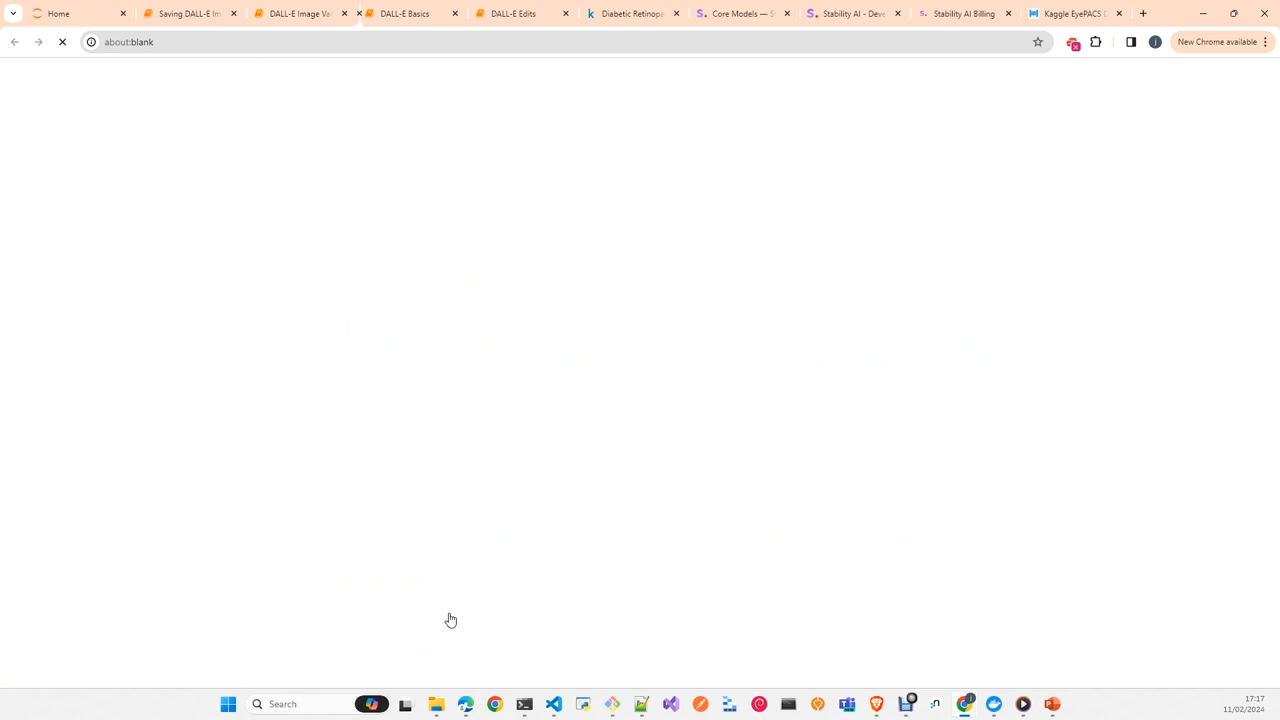 Home
Saving DALL-E Im
DALL-E Image Va
DALL-E Basics
DALL-E Edits
Diabetic Retinopa
Core Models — S
Stability AI - Deve
Stability AI Billing
Kaggle EyePACS D
about:blank
New Chrome available
Search
17:17
11/02/2024